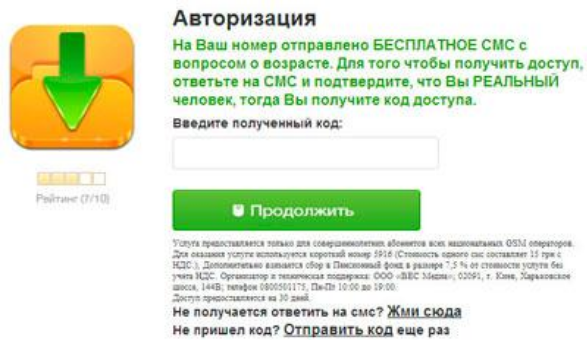 Авторизация
На Ваш номер отправлено БЕСПЛАТНОЕ СМС с
вопросом о возрасте. Для того чтобы получить доступ,
ответьте на СМС и подтвердите, что Вы РЕАЛЬНЫЙ
человек, тогда Вы получите код доступа.
Введите полученный код:
Рейтинг (7/10)
Продолжить
Услуга предоставляется только для совершеннолетних абонентов всех национальных GSM операторов.
Для оказания услуги используется короткий номер 5916 (Стоимость одного смс составляет 15 грн с
НДС.), Дополнительно взимается сбор в Пенсионный фонд в размере 7,5 % от стоимости услуги без
учета НДС. Организатор и техническая поддержка: ООО «ВЕС Медиа»; 02091, г. Киев, Харьковское
шоссе, 144В; телефон 0800501175, Пн-Пт 10:00 до 19:00.
Доступ предоставляется на 30 дней.
Не получается ответить на смс? Жми сюда
Не пришел код? Отправить код еще раз